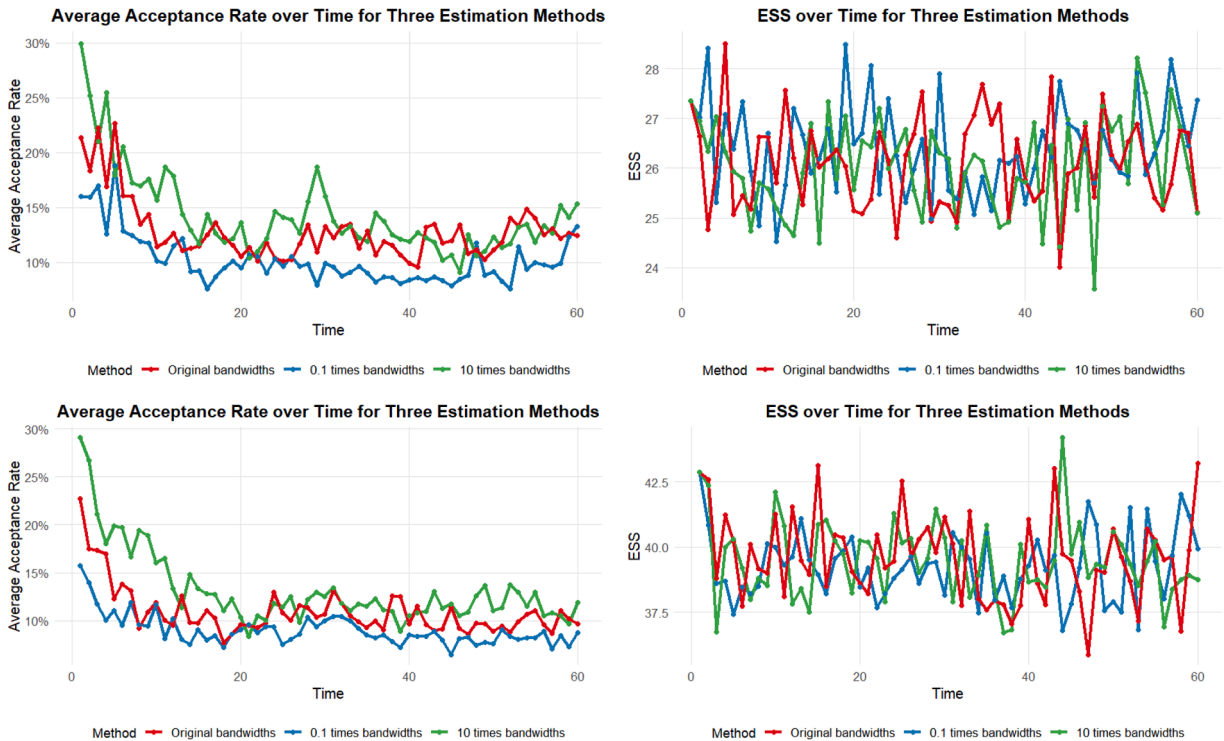 Average Acceptance Rate over Time for Three Estimation Methods
30%
25%
20%
15%
10%
Average Acceptance Rate
0
20
40
60
Time
Method Original bandwidths 0.1 times bandwidths 10 times bandwidths
ESS over Time for Three Estimation Methods
28
27
26
25
24
ESS
0
20
40
60
Time
Method Original bandwidths 0.1 times bandwidths 10 times bandwidths
Average Acceptance Rate over Time for Three Estimation Methods
30%
25%
20%
15%
10%
Average Acceptance Rate
0
20
40
60
Time
Method Original bandwidths 0.1 times bandwidths 10 times bandwidths
ESS over Time for Three Estimation Methods
42.5
40.0
37.5
ESS
0
20
40
60
Time
Method Original bandwidths 0.1 times bandwidths 10 times bandwidths